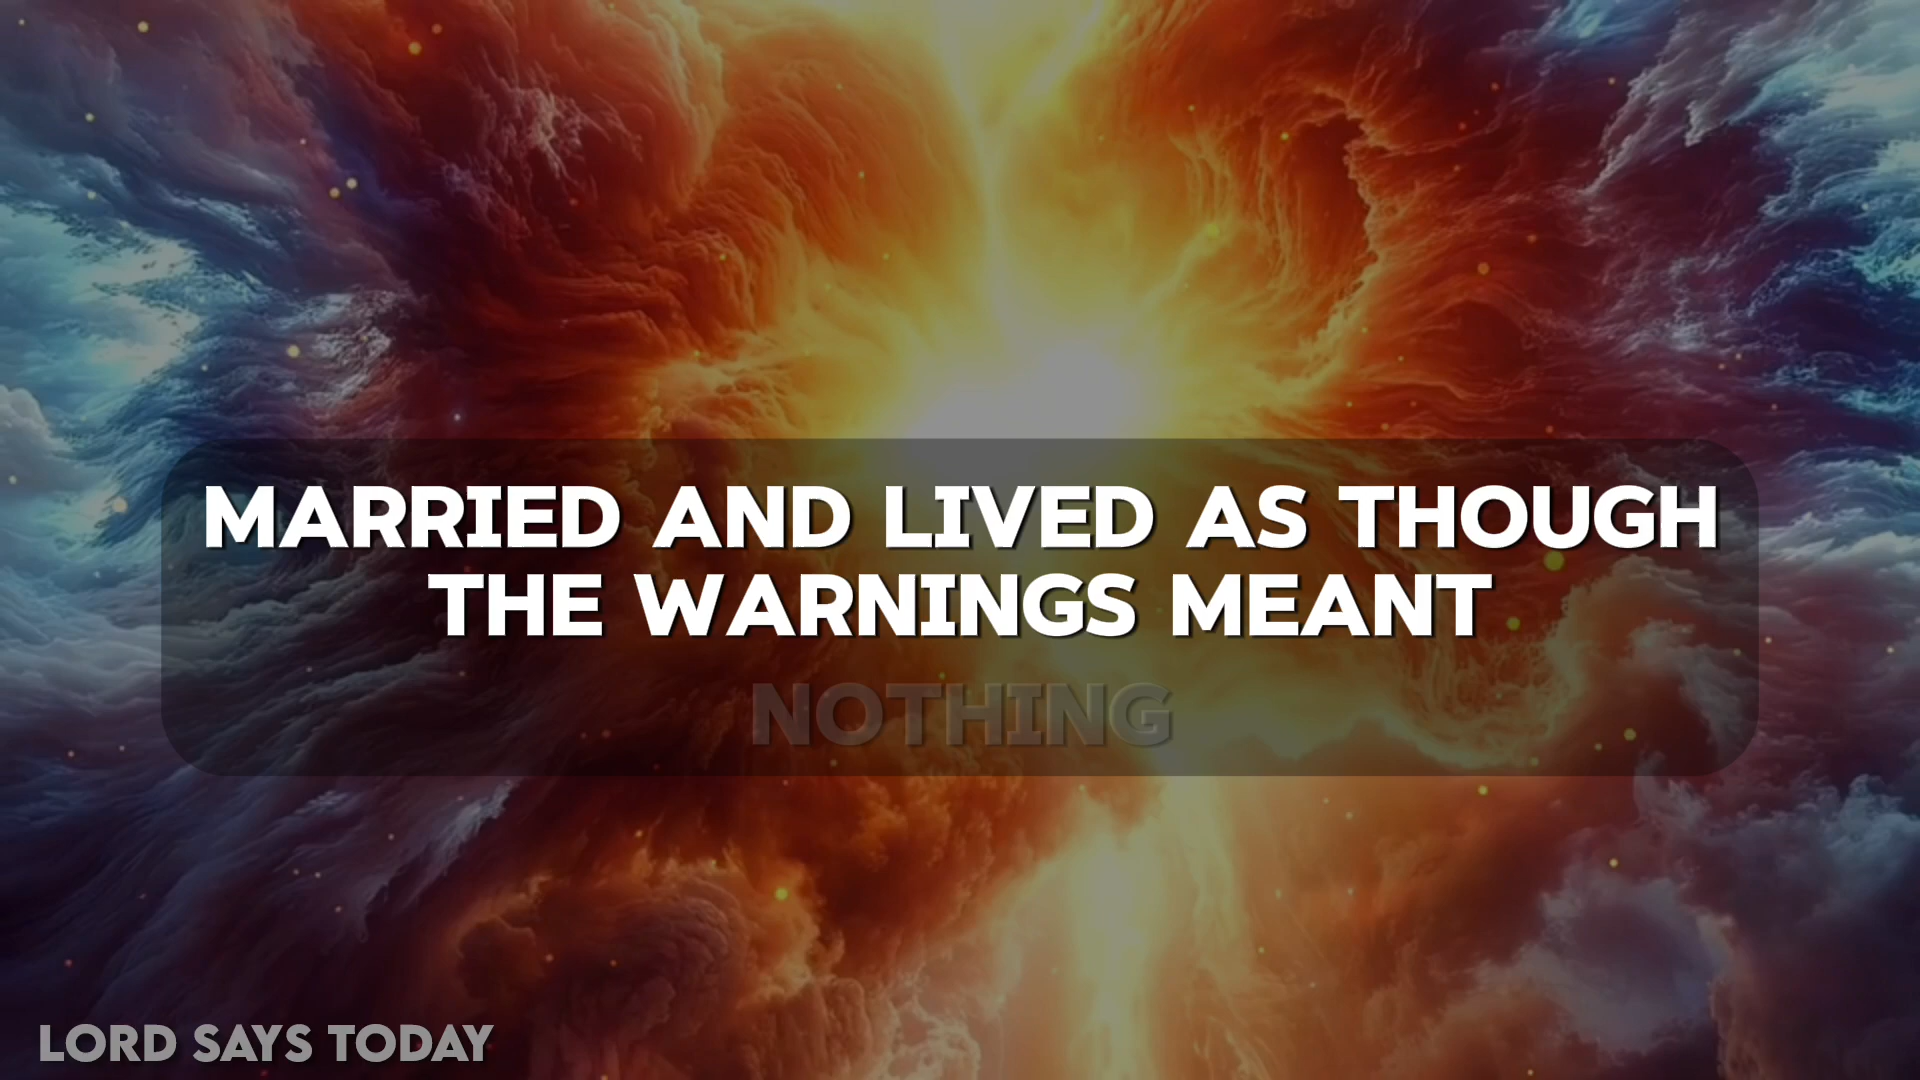 MARRIED AND LIVED AS THOUGH
THE WARNINGS MEANT
NOTHING
LORD SAYS TODAY